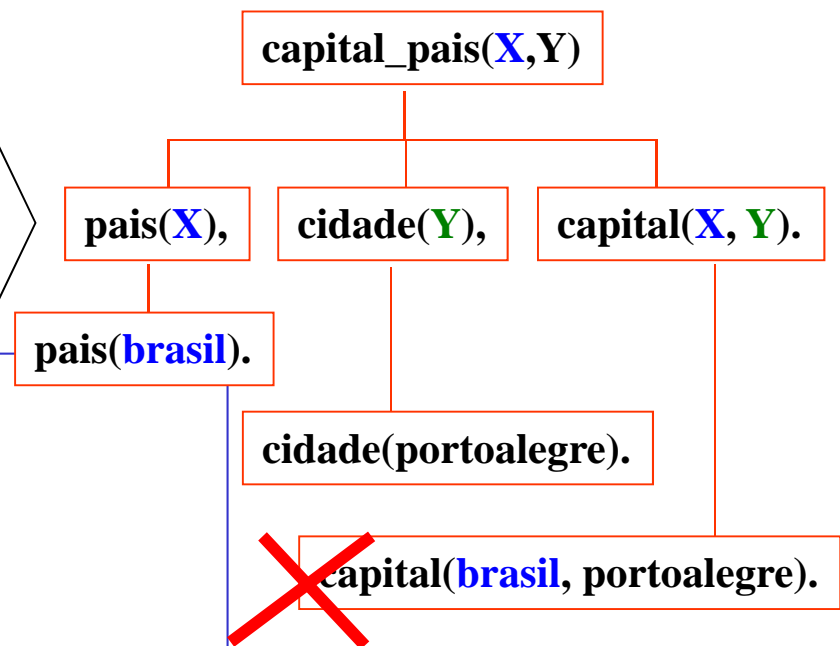 capital_pais(X,Y)
pais(X), cidade(Y), capital(X, Y).
pais(brasil).
cidade(portoalegre).
capital(brasil, portoalegre).